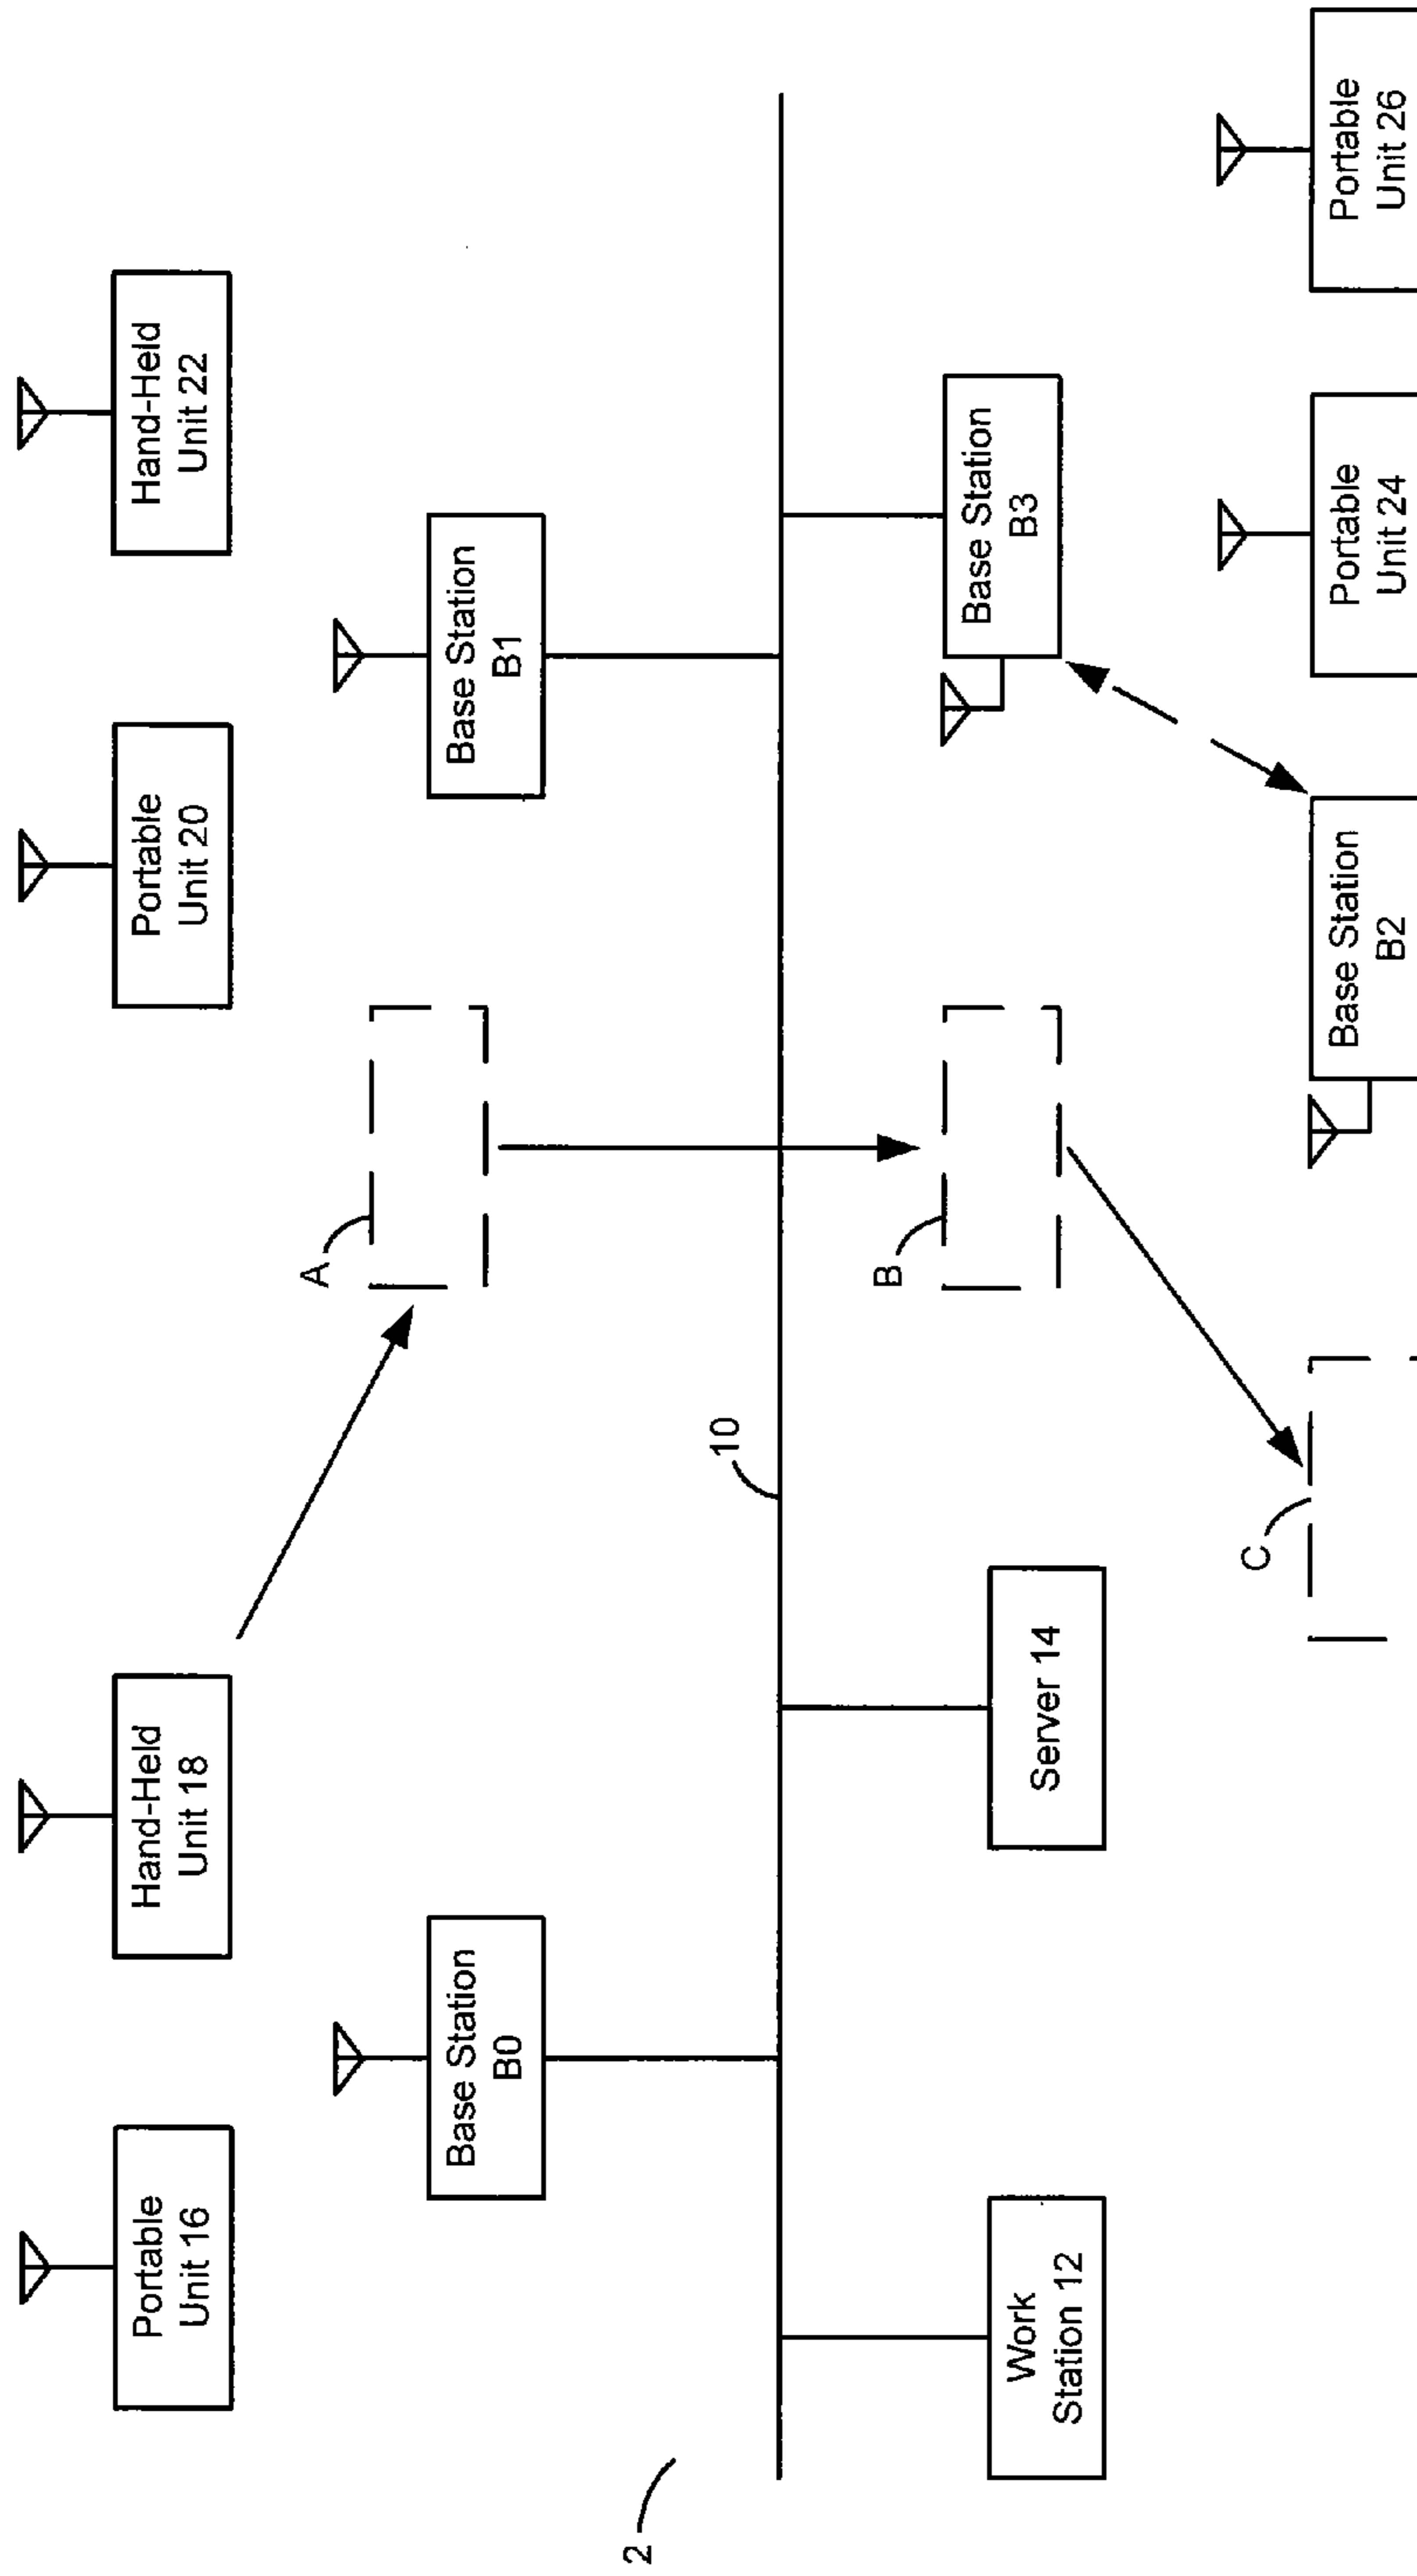 Portable
Unit 16
Hand-Held
Unit 18
Portable
Unit 20
Hand-Held
Unit 22
Base Station
B0
A
Base Station
B1
2
10
Work
Station 12
Server 14
B
Base Station
B3
C
Base Station
B2
Portable
Unit 24
Portable
Unit 26